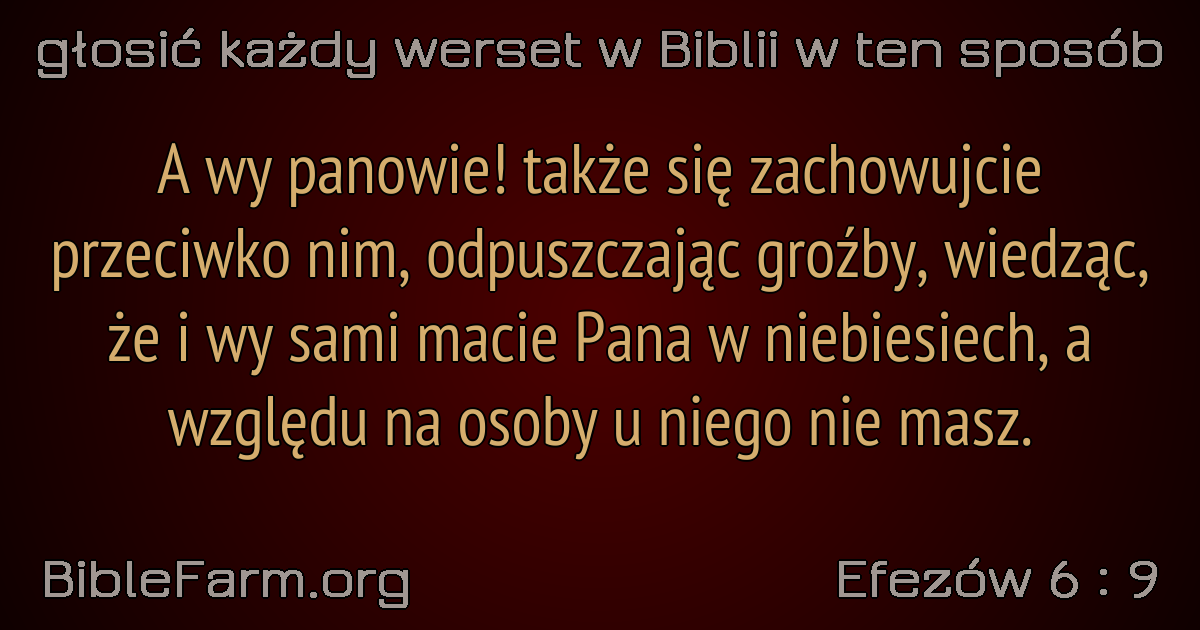 głosić każdy werset w Biblii w ten sposób
A wy panowie! także się zachowujcie
przeciwko nim, odpuszczając groźby, wiedząc,
że i wy sami macie Pana w niebiesiech, a
względu na osoby u niego nie masz.
BibleFarm.org
Efezów 6 : 9